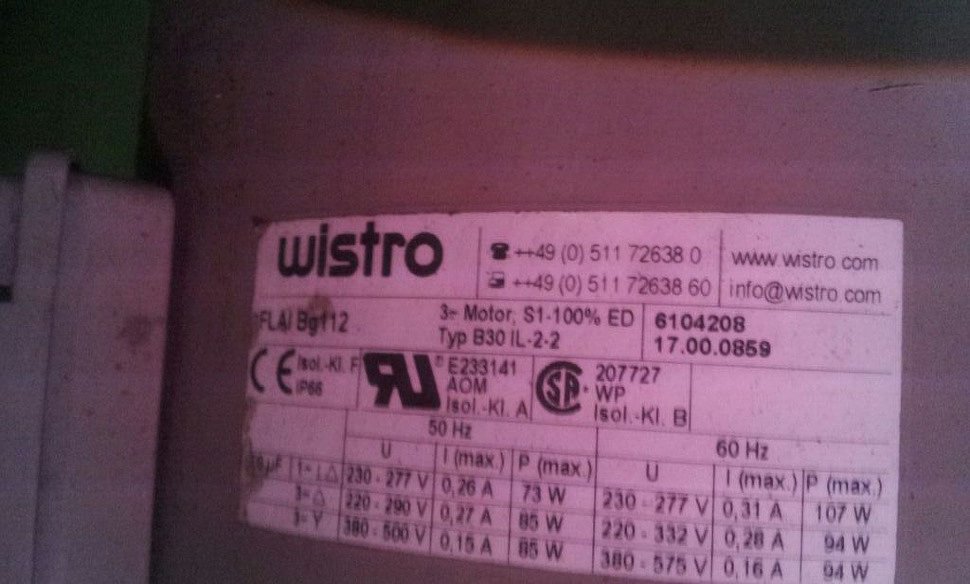 wistro
☎ ++49 (0) 511 72638 0
++49 (0) 511 72638 60
www.wistro.com
info@wistro.com
FLAI Bg112
3~ Motor, S1-100% ED
Typ B30 IL-2-2
6104208
17.00.0859
CE Isol.-Kl. F
IP66
E233141
AOM
Isol.-Kl. A
207727
WP
Isol.-Kl. B
50 Hz 60 Hz
U I (max.) P (max.) U I (max.) P (max.)
µF 1~ ⊥△ 230 - 277 V 0,26 A 73 W 230 - 277 V 0,31 A 107 W
3~ △ 220 - 290 V 0,27 A 85 W 220 - 332 V 0,28 A 94 W
3~ Y 380 - 500 V 0,15 A 85 W 380 - 575 V 0,16 A 94 W